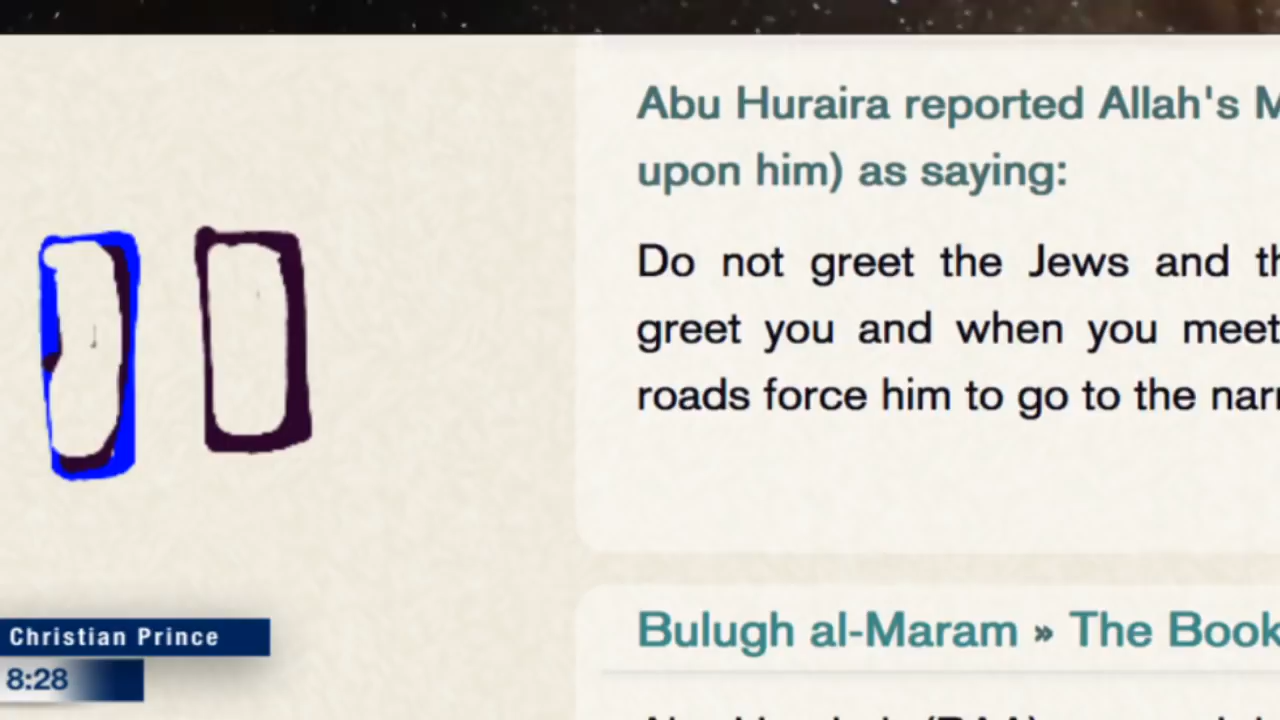 Abu Huraira reported Allah's M
upon him) as saying:
Do not greet the Jews and th
greet you and when you meet
roads force him to go to the narr
Bulugh al-Maram » The Book
Christian Prince
8:28